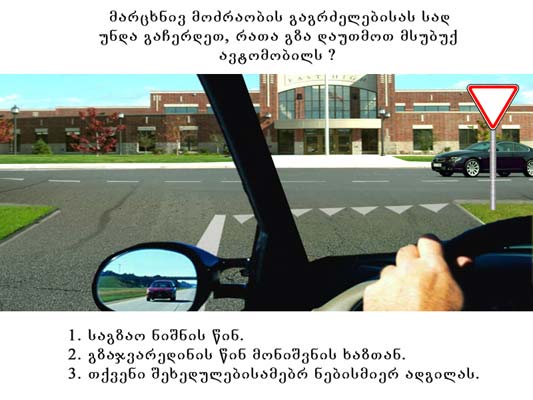 მარცხნივ მოძრაობის გაგრძელებისას სად
უნდა გაჩერდეთ, რათა გზა დაუთმოთ მსუბუქ
ავტომობილს ?
1. საგზაო ნიშნის წინ.
2. გზაჯვარედინის წინ მონიშვნის ხაზთან.
3. თქვენი შეხედულებისამებრ ნებისმიერ ადგილას.